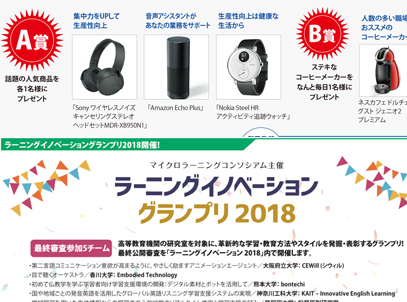 A賞
話題の人気商品を
各1名様に
プレゼント
集中力をUPして
生産性向上
「Sony ワイヤレスノイズ
キャンセリングステレオ
ヘッドセットMDR-XB950N1」
音声アシスタントが
あなたの業務をサポート
「Amazon Echo Plus」
生産性向上は健康な
生活から
「Nokia Steel HR
アクティビティ追跡ウォッチ」
B賞
ステキな
コーヒーメーカーを
なんと毎日1名様に
プレゼント
人数の多い職場
おススメの
コーヒーメーカー
ネスカフェ ドルチェ
グスト ジェニオ2
プレミアム
ラーニングイノベーショングランプリ2018開催!
マイクロラーニングコンソシアム主催
ラーニングイノベーション
グランプリ 2018
最終審査参加5チーム
高等教育機関の研究室を対象に、革新的な学習・教育方法やスタイルを発掘・表彰するグランプリ!
最終公開審査を「ラーニングイノベーション 2018」内で開催します。
・第二言語コミュニケーション意欲が高まるように、やさしく励ますアニメーションエージェント／大阪府立大学: CEWill (シウィル)
・目で聴くオーケストラ／香川大学: Embodied Technology
・初めて仏教学を学ぶ学習者向け学習支援環境の開発: デジタル素材とボットを活用して／熊本大学: bontechi
・国や地域ごとの発音英語を活用したグローバル英語リスニング学習支援システムの実現／神奈川工科大学: KAIT – Innovative English Learning